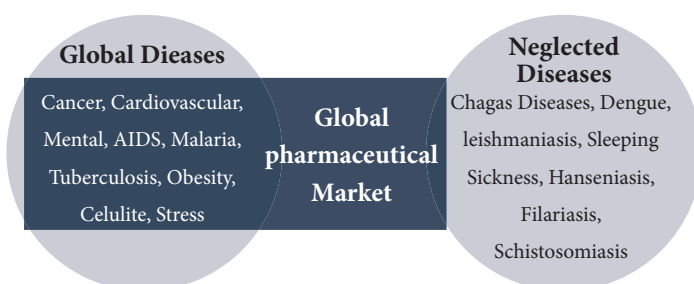 Global Dieases
Cancer, Cardiovascular,
Mental, AIDS, Malaria,
Tuberculosis, Obesity,
Celulite, Stress
Global
pharmaceutical
Market
Neglected
Diseases
Chagas Diseases, Dengue,
leishmaniasis, Sleeping
Sickness, Hanseniasis,
Filariasis,
Schistosomiasis